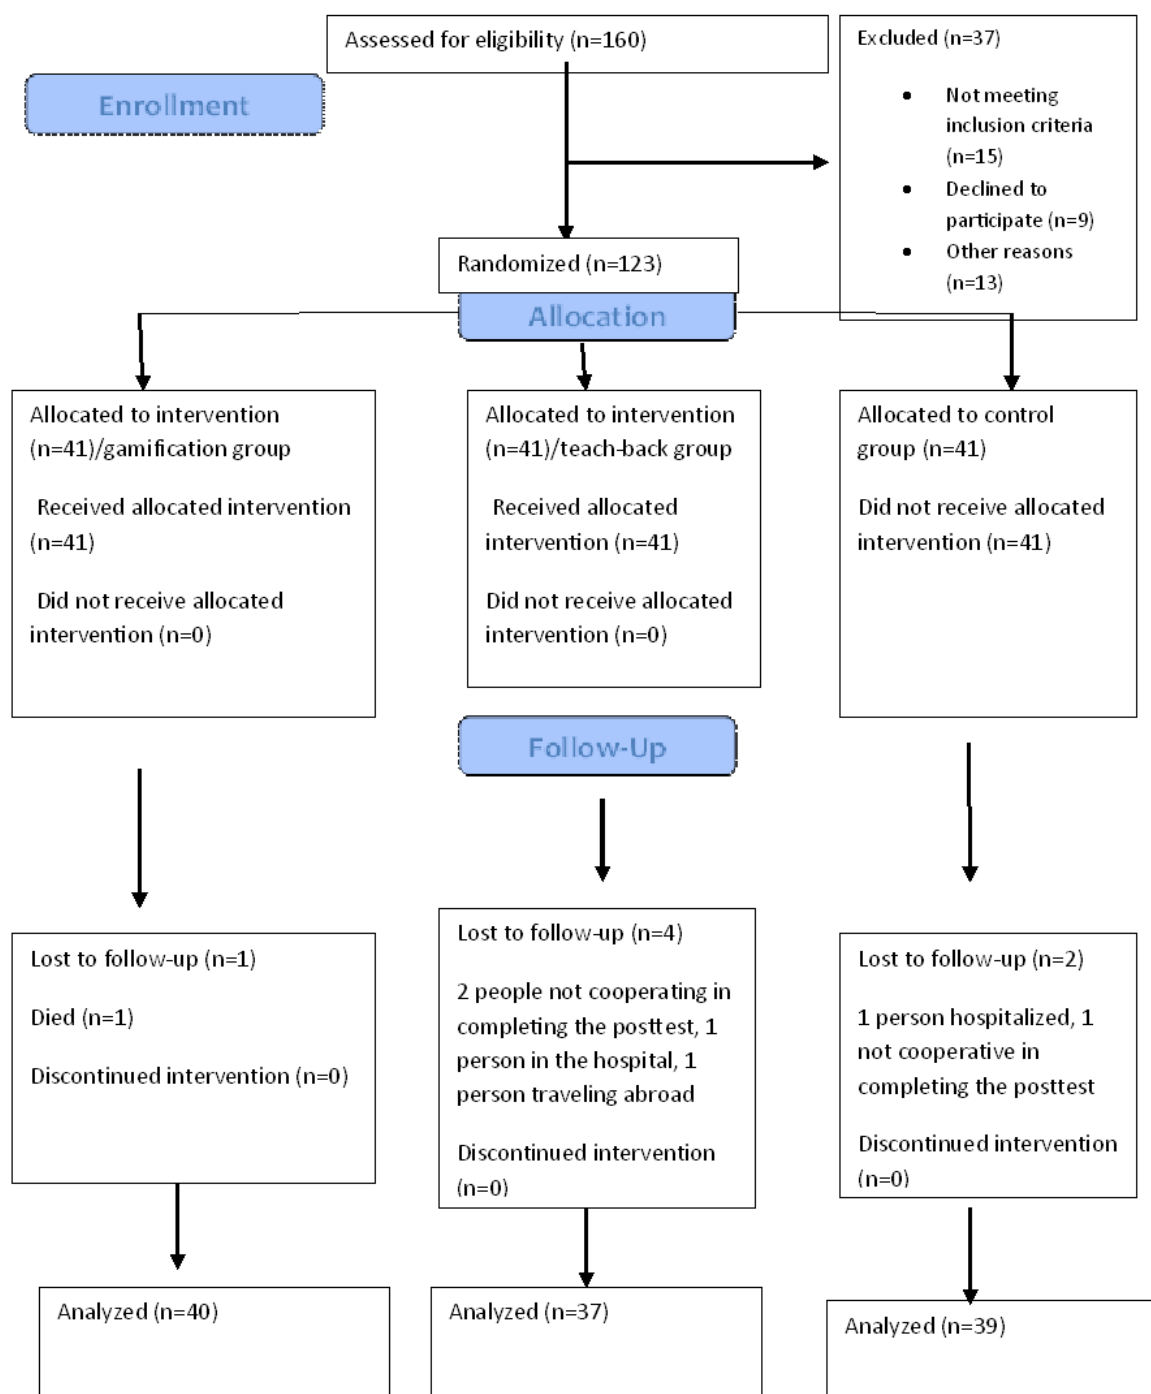 Assessed for eligibility (n=160)
Excluded (n=37)
• Not meeting
inclusion criteria
(n=15)
• Declined to
participate (n=9)
• Other reasons
(n=13)
Enrollment
Randomized (n=123)
Allocation
Allocated to intervention
(n=41)/gamification group
Received allocated intervention
(n=41)
Did not receive allocated
intervention (n=0)
Allocated to intervention
(n=41)/teach-back group
Received allocated
intervention (n=41)
Did not receive allocated
intervention (n=0)
Allocated to control
group (n=41)
Did not receive allocated
intervention (n=41)
Follow-Up
Lost to follow-up (n=1)
Died (n=1)
Discontinued intervention (n=0)
Lost to follow-up (n=4)
2 people not cooperating in
completing the posttest, 1
person in the hospital, 1
person traveling abroad
Discontinued intervention
(n=0)
Lost to follow-up (n=2)
1 person hospitalized, 1
not cooperative in
completing the posttest
Discontinued intervention
(n=0)
Analyzed (n=40)
Analyzed (n=37)
Analyzed (n=39)